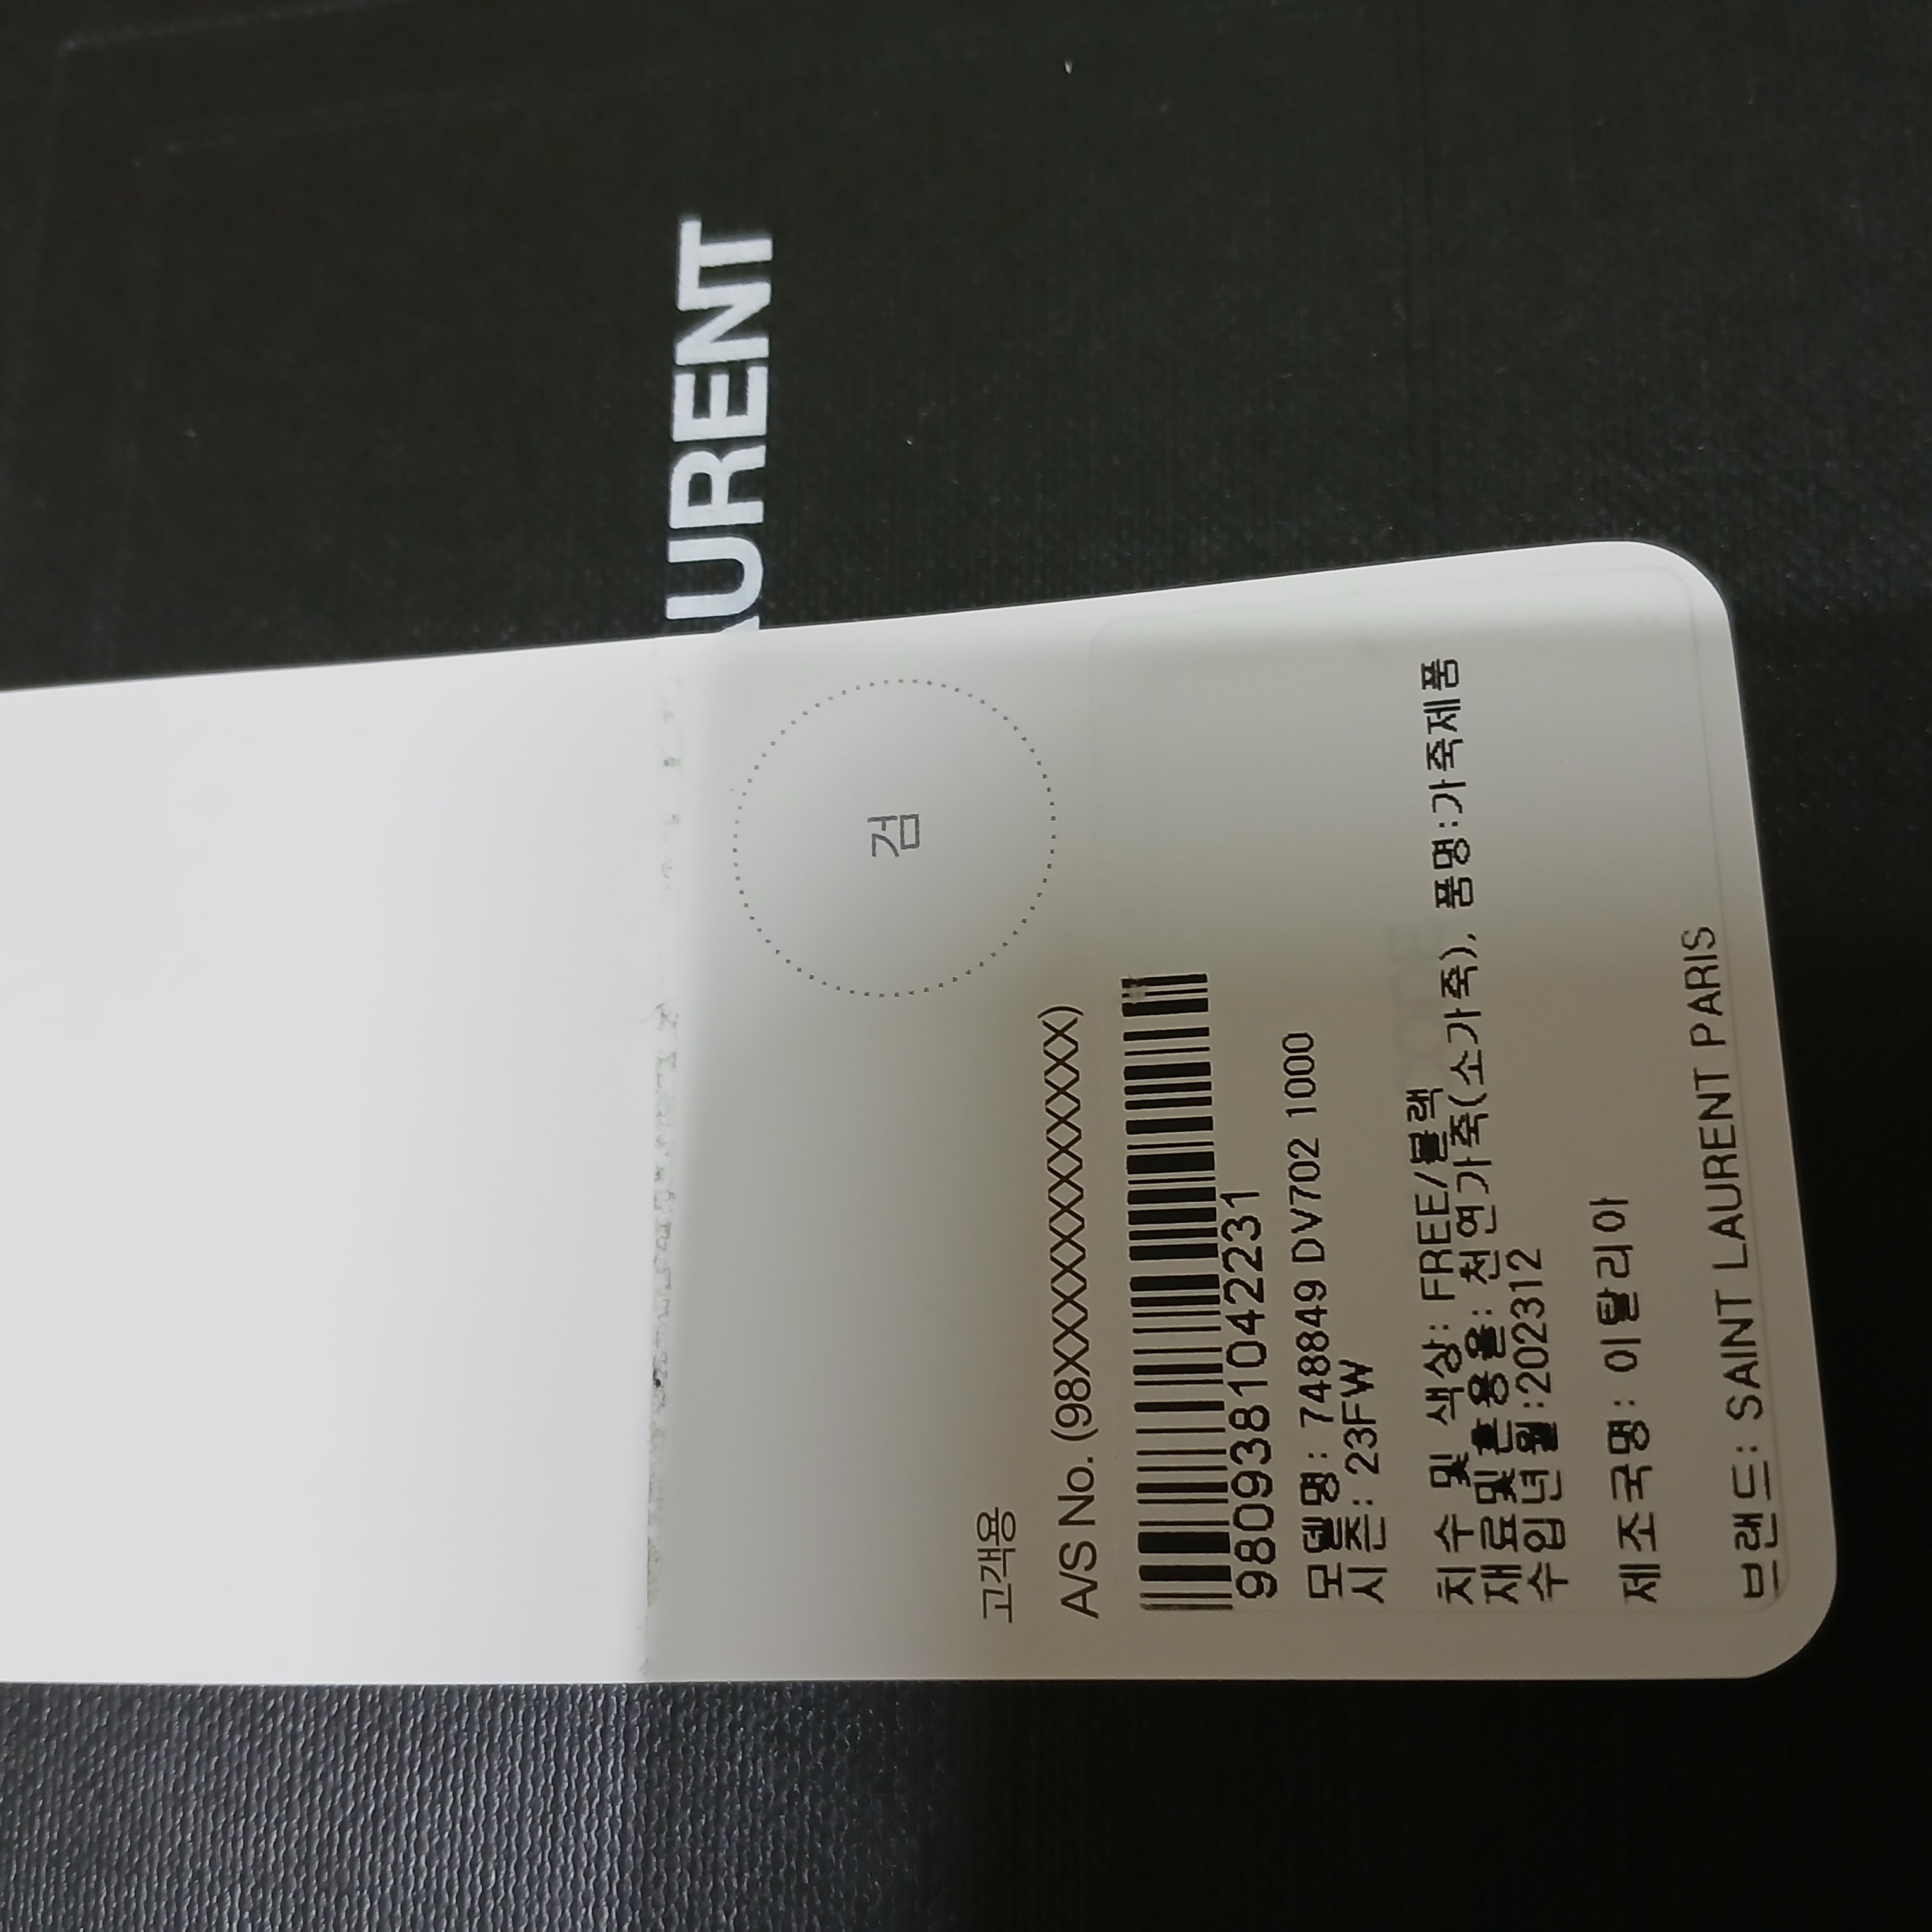 URENT
검
고객용
A/S No. (98XXXXXXXXXXX)
9809381042231
모델명: 748849 DV702 1000
시즌: 23FW
치수 및 색상: FREE/블랙
재료및혼용율: 천연가죽(소가죽), 품명:가죽제품
수입년월:202312
제조국명: 이탈리아
브랜드: SAINT LAURENT PARIS